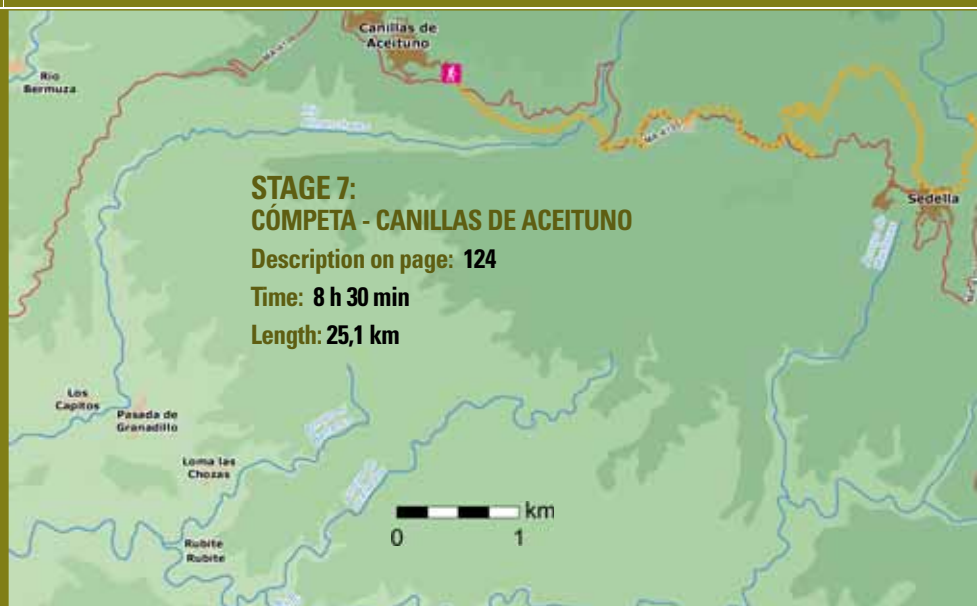 Canillas de
Aceituno
Rio
Bermuza
STAGE 7:
CÓMPETA - CANILLAS DE ACEITUNO
Sedella
Description on page: 124
Time: 8 h 30 min
Length: 25,1 km
Los
Capitos
Pasada de
Granadillo
Loma las
Chozas
km
0 1
Rubite
Rubite